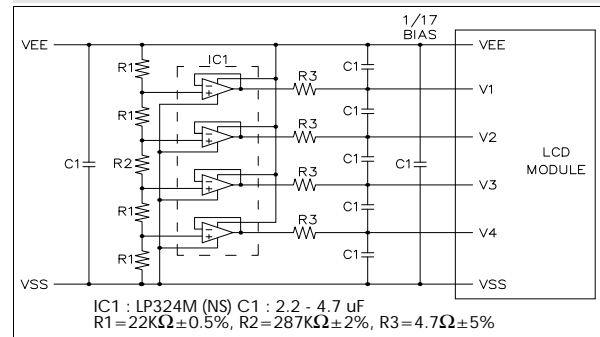 1/17
BIAS
VEE
VEE
IC1
R1
C1
R3
V1
R1
C1
R3
V2
C1
R2
C1
C1
LCD
MODULE
R3
V3
R1
C1
R3
V4
R1
C1
VSS
VSS
IC1 : LP324M (NS) C1 : 2.2 - 4.7 uF
R1=22KΩ±0.5%, R2=287KΩ±2%, R3=4.7Ω±5%